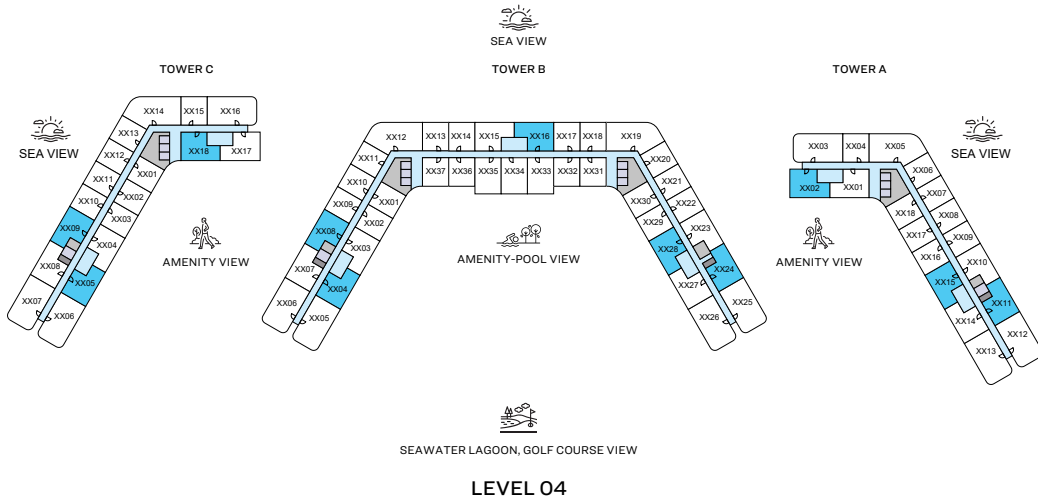 SEA VIEW
TOWER C
TOWER B
TOWER A
SEA VIEW
SEA VIEW
XX14
XX15
XX16
XX13
XX12
XX18
XX17
XX01
XX11
XX02
XX10
XX03
XX09
XX04
XX08
XX05
XX07
XX06
AMENITY VIEW
XX12
XX13
XX14
XX15
XX16
XX17
XX18
XX19
XX11
XX37
XX36
XX35
XX34
XX33
XX32
XX31
XX20
XX10
XX01
XX30
XX21
XX09
XX02
XX29
XX22
XX08
XX03
XX28
XX23
XX07
XX04
XX27
XX24
XX06
XX05
XX26
XX25
AMENITY-POOL VIEW
XX03
XX04
XX05
XX02
XX01
XX06
XX07
XX18
XX08
XX17
XX09
XX16
XX10
XX15
XX11
XX14
XX12
XX13
AMENITY VIEW
SEAWATER LAGOON, GOLF COURSE VIEW
LEVEL 04